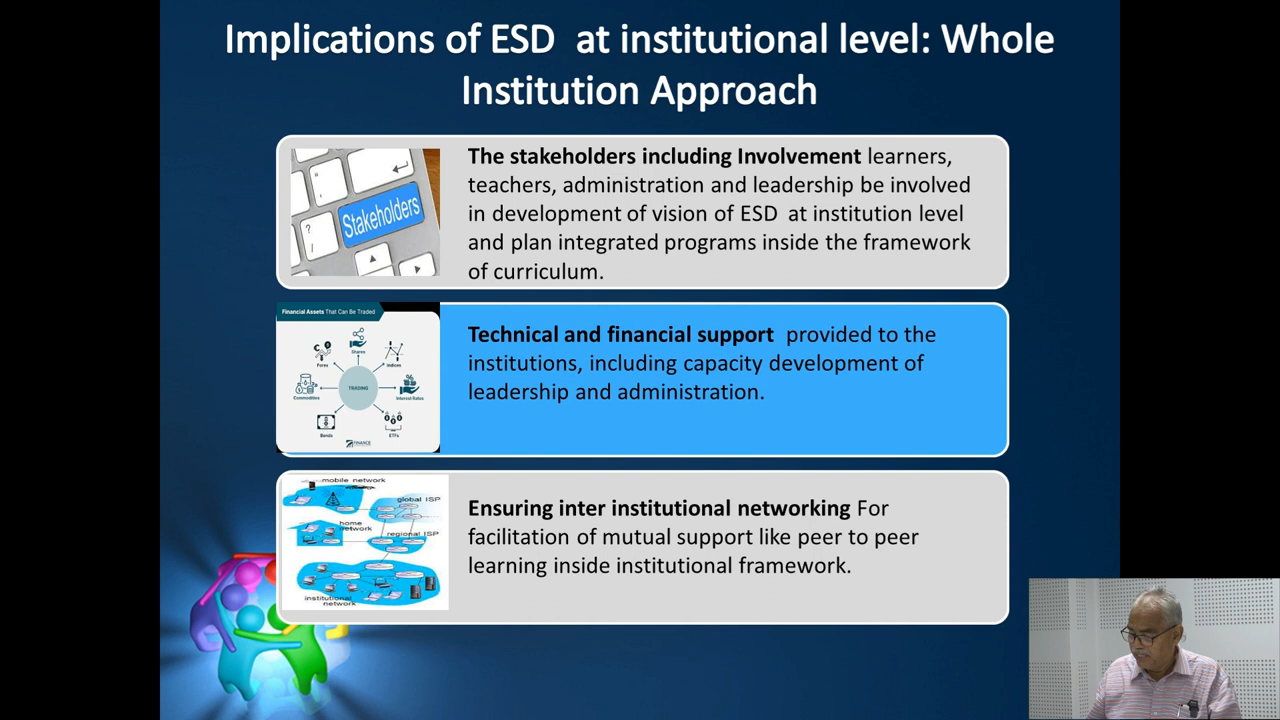 Implications of ESD at institutional level: Whole
Institution Approach
Stakeholders
The stakeholders including Involvement learners,
teachers, administration and leadership be involved
in development of vision of ESD at institution level
and plan integrated programs inside the framework
of curriculum.
Financial Assets That Can Be Traded
Shares
Forex
Indices
TRADING
Commodities
Interest Rates
Bonds
ETFs
FINANCE
Technical and financial support provided to the
institutions, including capacity development of
leadership and administration.
mobile network
global ISP
home
network
regional ISP
institutional
network
Ensuring inter institutional networking For
facilitation of mutual support like peer to peer
learning inside institutional framework.